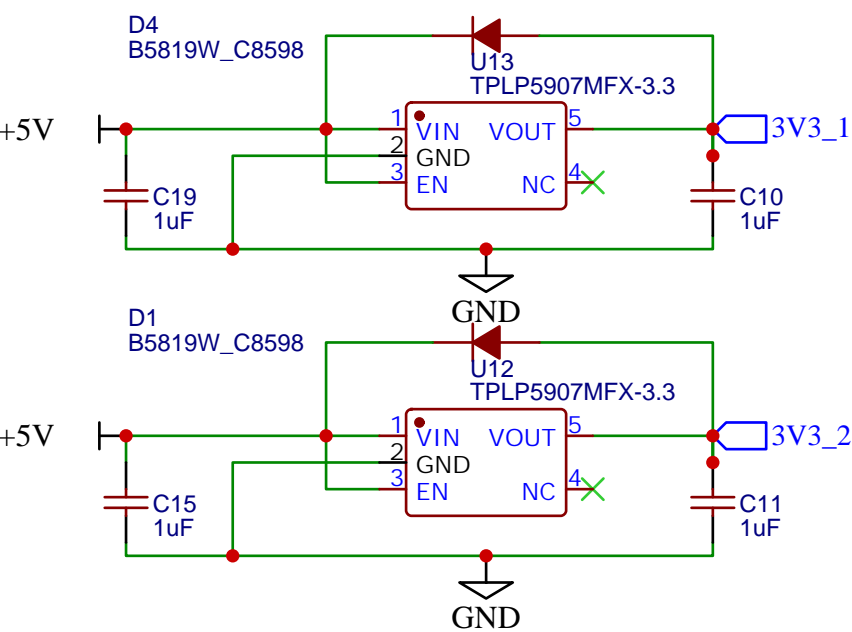 D4
B5819W_C8598
U13
TPLP5907MFX-3.3
+5V
1
VIN
VOUT
5
3V3_1
2
GND
3
EN
NC
4
C19
1uF
C10
1uF
GND
D1
B5819W_C8598
U12
TPLP5907MFX-3.3
+5V
1
VIN
VOUT
5
3V3_2
2
GND
3
EN
NC
4
C15
1uF
C11
1uF
GND